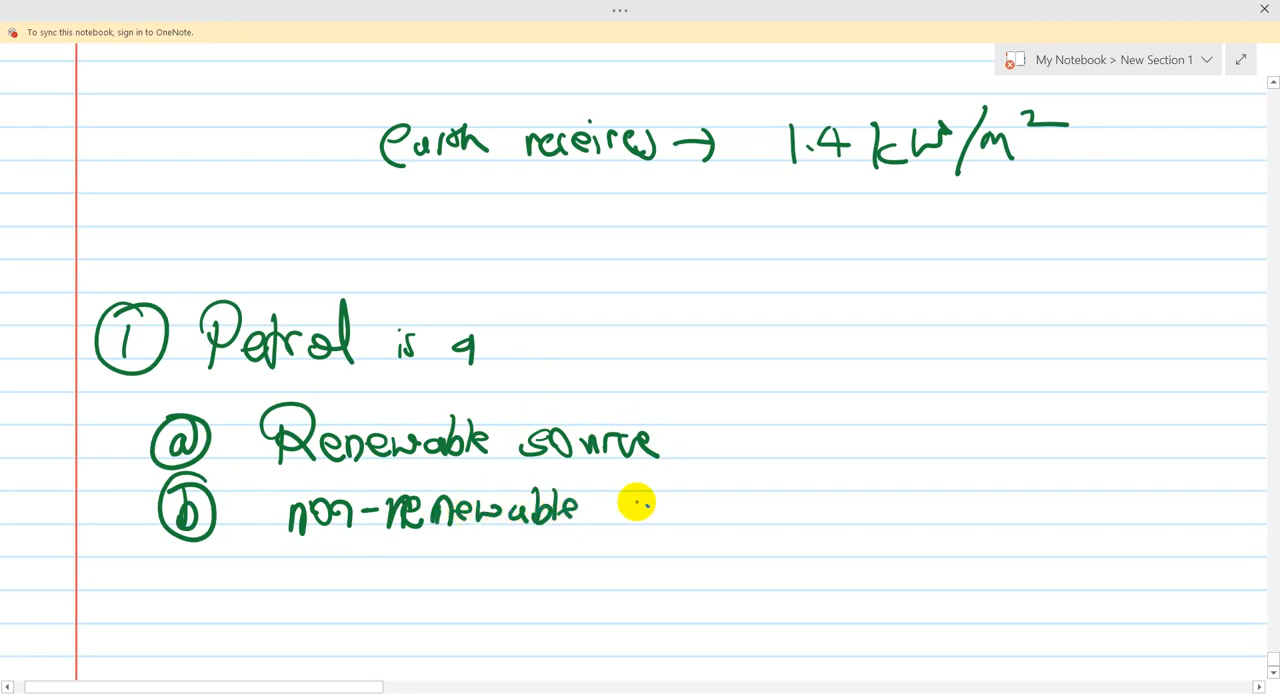 To sync this notebook, sign in to OneNote.
My Notebook > New Section 1
earth receives → 1.4 kW/m²
① Petrol is a
ⓐ Renewable source
ⓑ non-renewable